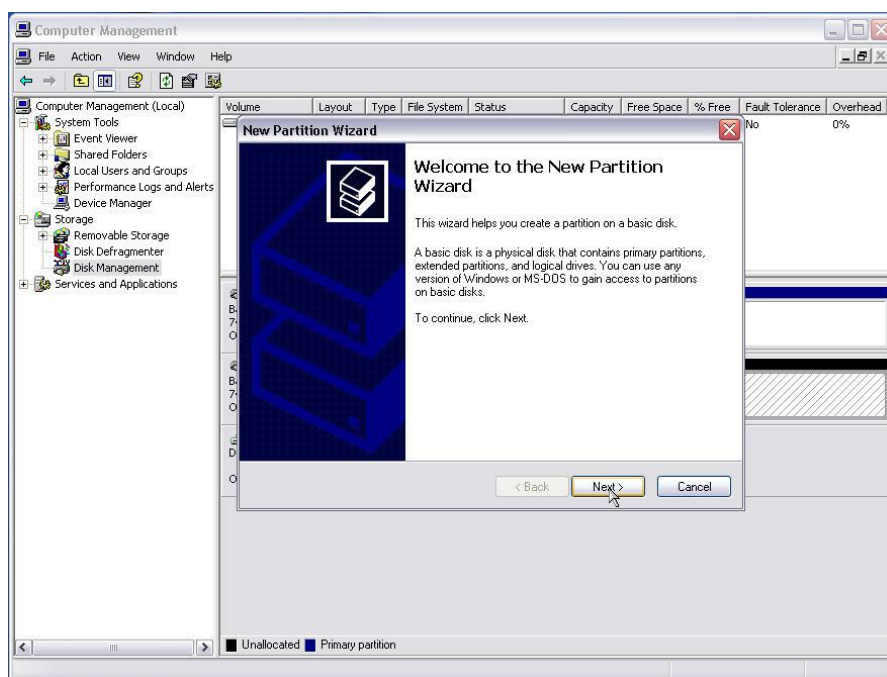 Computer Management
File Action View Window Help
Computer Management (Local)
System Tools
Event Viewer
Shared Folders
Local Users and Groups
Performance Logs and Alerts
Device Manager
Storage
Removable Storage
Disk Defragmenter
Disk Management
Services and Applications
Volume Layout Type File System Status Capacity Free Space % Free Fault Tolerance Overhead
No 0%
New Partition Wizard
Welcome to the New Partition
Wizard
This wizard helps you create a partition on a basic disk.
A basic disk is a physical disk that contains primary partitions,
extended partitions, and logical drives. You can use any
version of Windows or MS-DOS to gain access to partitions
on basic disks.
To continue, click Next.
< Back Next > Cancel
Unallocated Primary partition